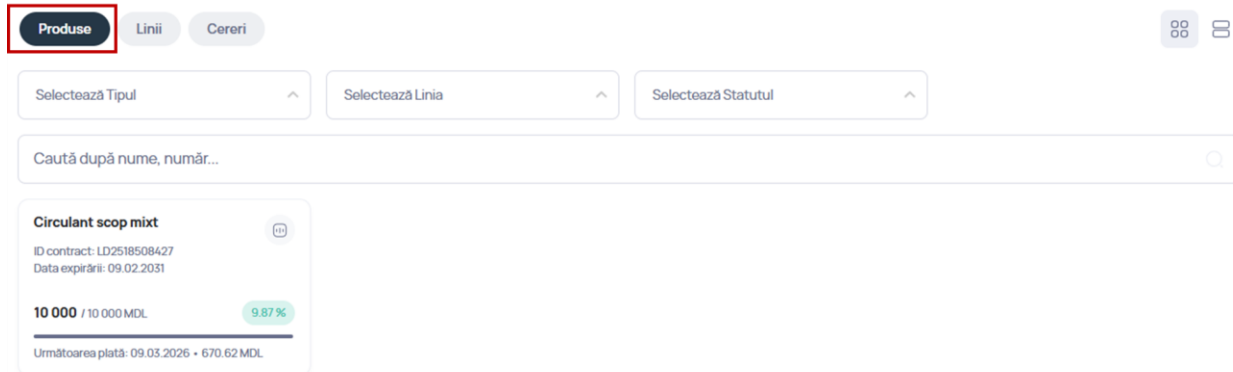 Produse Linii Cereri
Selectează Tipul Selectează Linia Selectează Statutul
Caută după nume, număr...
Circulant scop mixt
ID contract: LD2518508427
Data expirării: 09.02.2031
10 000 / 10 000 MDL 9.87 %
Următoarea plată: 09.03.2026 • 670.62 MDL